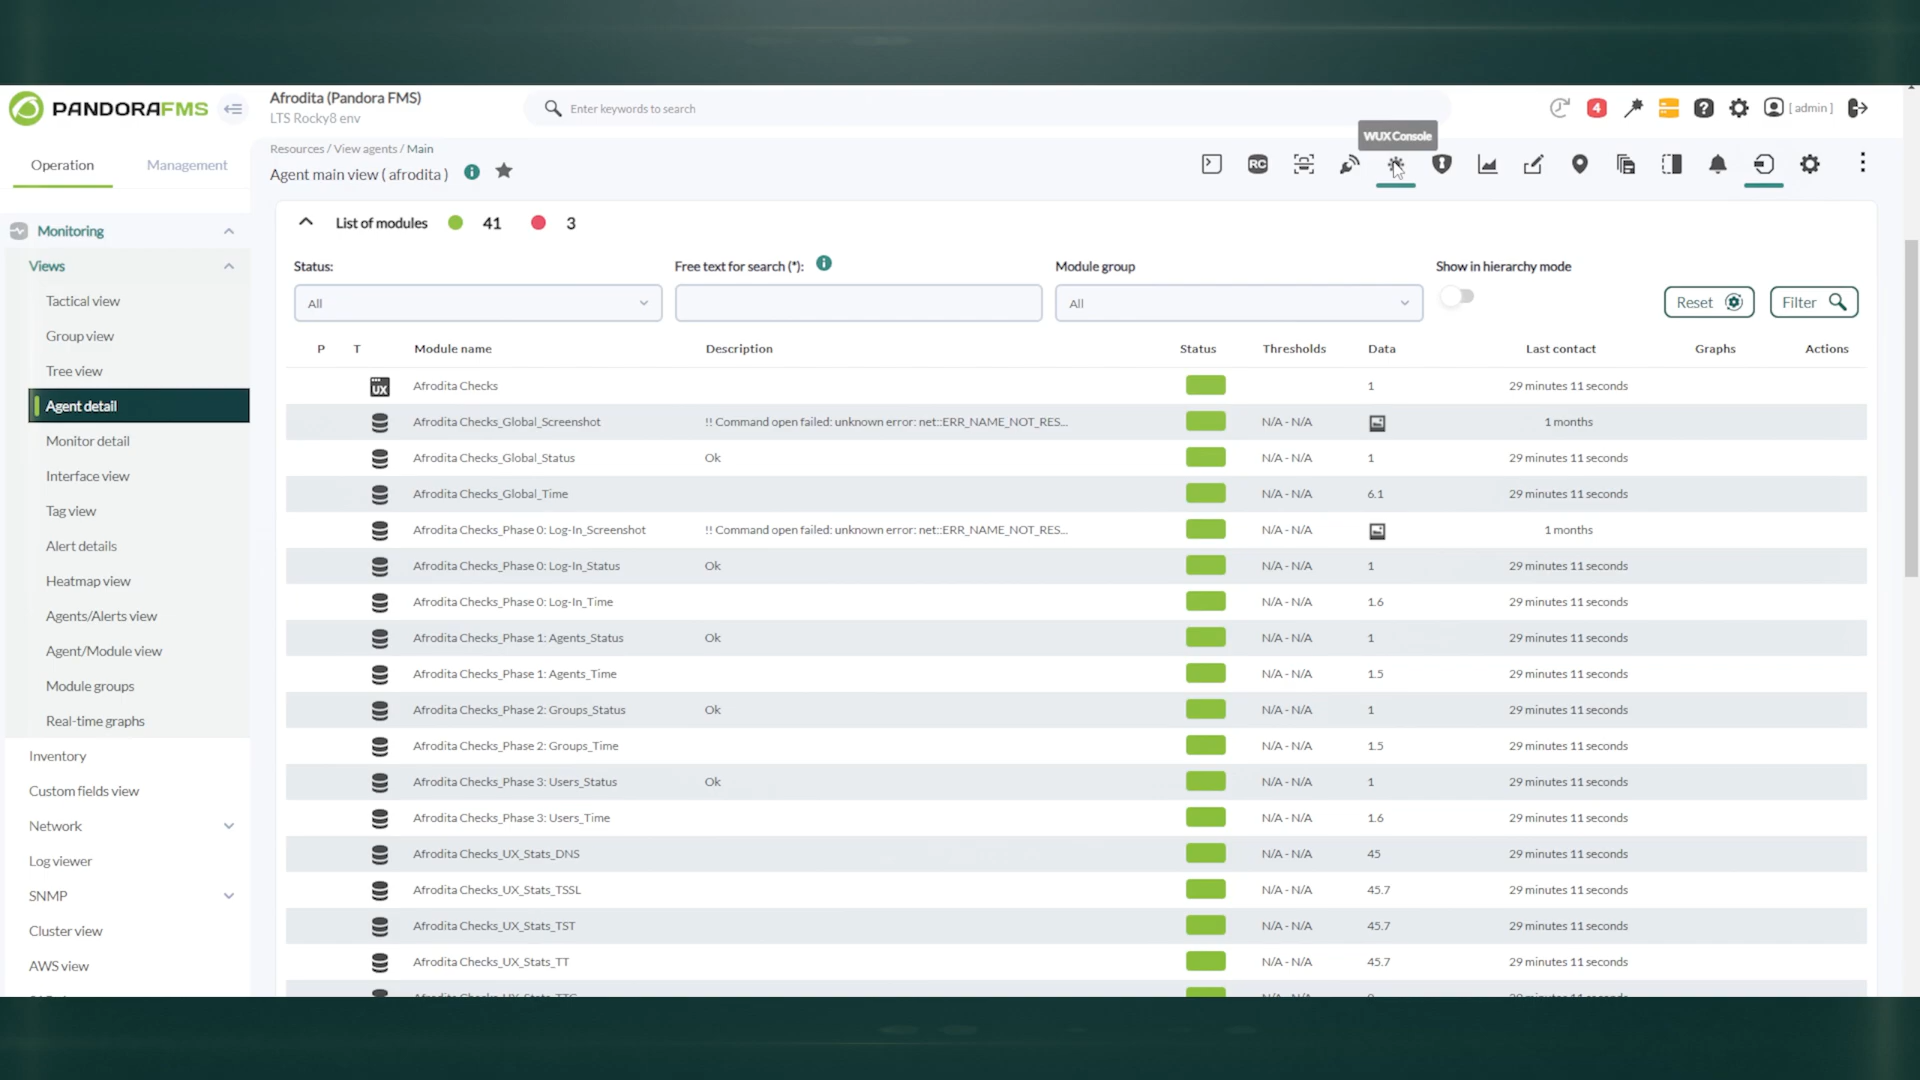 PANDORAFMS
Afrodita (Pandora FMS)
LTS Rocky8 env
Enter keywords to search
4
?
[ admin ]
WUX Console
Operation
Management
Resources / View agents / Main
Agent main view ( afrodita )
RC
Monitoring
Views
Tactical view
Group view
Tree view
Agent detail
Monitor detail
Interface view
Tag view
Alert details
Heatmap view
Agents/Alerts view
Agent/Module view
Module groups
Real-time graphs
Inventory
Custom fields view
Network
Log viewer
SNMP
Cluster view
AWS view
List of modules 41 3
Status: Free text for search (*): Module group Show in hierarchy mode
All All Reset Filter
P T Module name Description Status Thresholds Data Last contact Graphs Actions
UX Afrodita Checks 1 29 minutes 11 seconds
Afrodita Checks_Global_Screenshot !! Command open failed: unknown error: net::ERR_NAME_NOT_RES... N/A - N/A 1 months
Afrodita Checks_Global_Status Ok N/A - N/A 1 29 minutes 11 seconds
Afrodita Checks_Global_Time N/A - N/A 6.1 29 minutes 11 seconds
Afrodita Checks_Phase 0: Log-In_Screenshot !! Command open failed: unknown error: net::ERR_NAME_NOT_RES... N/A - N/A 1 months
Afrodita Checks_Phase 0: Log-In_Status Ok N/A - N/A 1 29 minutes 11 seconds
Afrodita Checks_Phase 0: Log-In_Time N/A - N/A 1.6 29 minutes 11 seconds
Afrodita Checks_Phase 1: Agents_Status Ok N/A - N/A 1 29 minutes 11 seconds
Afrodita Checks_Phase 1: Agents_Time N/A - N/A 1.5 29 minutes 11 seconds
Afrodita Checks_Phase 2: Groups_Status Ok N/A - N/A 1 29 minutes 11 seconds
Afrodita Checks_Phase 2: Groups_Time N/A - N/A 1.5 29 minutes 11 seconds
Afrodita Checks_Phase 3: Users_Status Ok N/A - N/A 1 29 minutes 11 seconds
Afrodita Checks_Phase 3: Users_Time N/A - N/A 1.6 29 minutes 11 seconds
Afrodita Checks_UX_Stats_DNS N/A - N/A 45 29 minutes 11 seconds
Afrodita Checks_UX_Stats_TSSL N/A - N/A 45.7 29 minutes 11 seconds
Afrodita Checks_UX_Stats_TST N/A - N/A 45.7 29 minutes 11 seconds
Afrodita Checks_UX_Stats_TT N/A - N/A 45.7 29 minutes 11 seconds